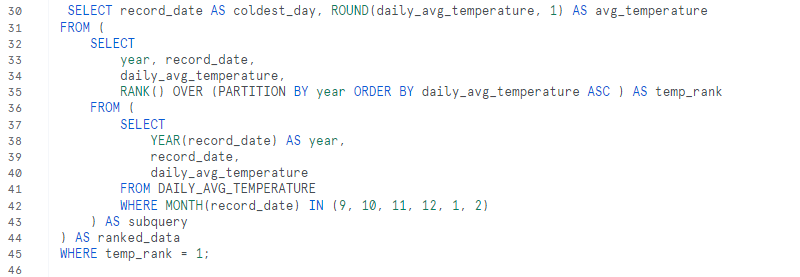 30 SELECT record_date AS coldest_day, ROUND(daily_avg_temperature, 1) AS avg_temperature
31 FROM (
32 SELECT
33 year, record_date,
34 daily_avg_temperature,
35 RANK() OVER (PARTITION BY year ORDER BY daily_avg_temperature ASC ) AS temp_rank
36 FROM (
37 SELECT
38 YEAR(record_date) AS year,
39 record_date,
40 daily_avg_temperature
41 FROM DAILY_AVG_TEMPERATURE
42 WHERE MONTH(record_date) IN (9, 10, 11, 12, 1, 2)
43 ) AS subquery
44 ) AS ranked_data
45 WHERE temp_rank = 1;
46